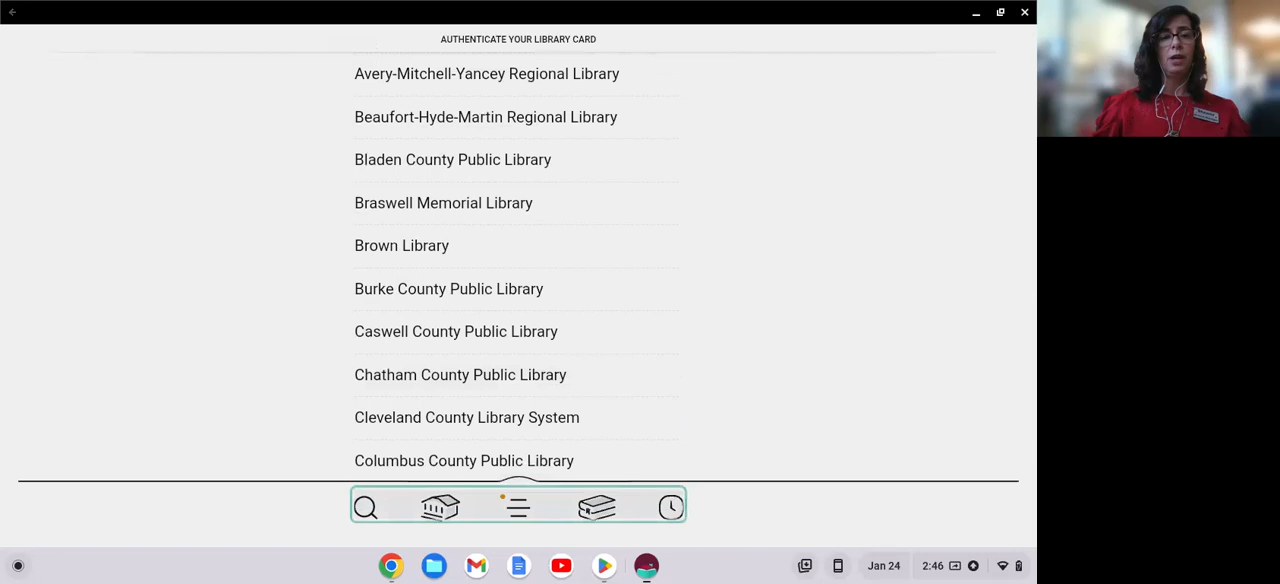 AUTHENTICATE YOUR LIBRARY CARD
Avery-Mitchell-Yancey Regional Library
Beaufort-Hyde-Martin Regional Library
Bladen County Public Library
Braswell Memorial Library
Brown Library
Burke County Public Library
Caswell County Public Library
Chatham County Public Library
Cleveland County Library System
Columbus County Public Library
Jan 24
2:46